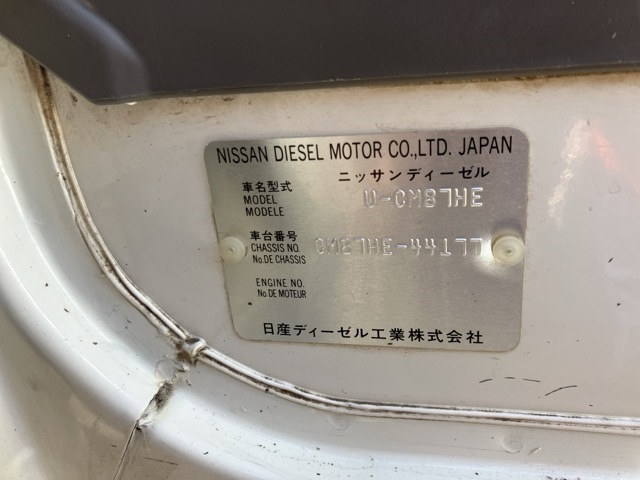 NISSAN DIESEL MOTOR CO.,LTD. JAPAN
ニッサンディーゼル
車名型式
MODEL
MODELE
U-CM87HE
車台番号
CHASSIS NO.
No.DE CHASSIS
CM87HE-44177
ENGINE NO.
No.DE MOTEUR
日産ディーゼル工業株式会社